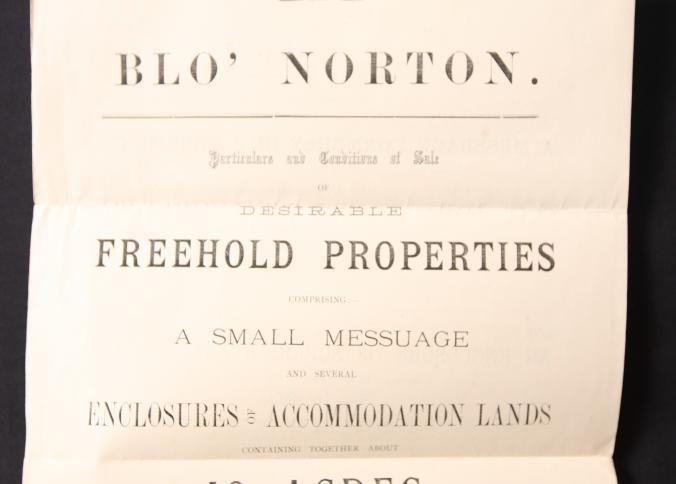 BLO' NORTON.
Particulars and Conditions of Sale
OF
DESIRABLE
FREEHOLD PROPERTIES
COMPRISING:—
A SMALL MESSUAGE
AND SEVERAL
ENCLOSURES OF ACCOMMODATION LANDS
CONTAINING TOGETHER ABOUT
ACRES